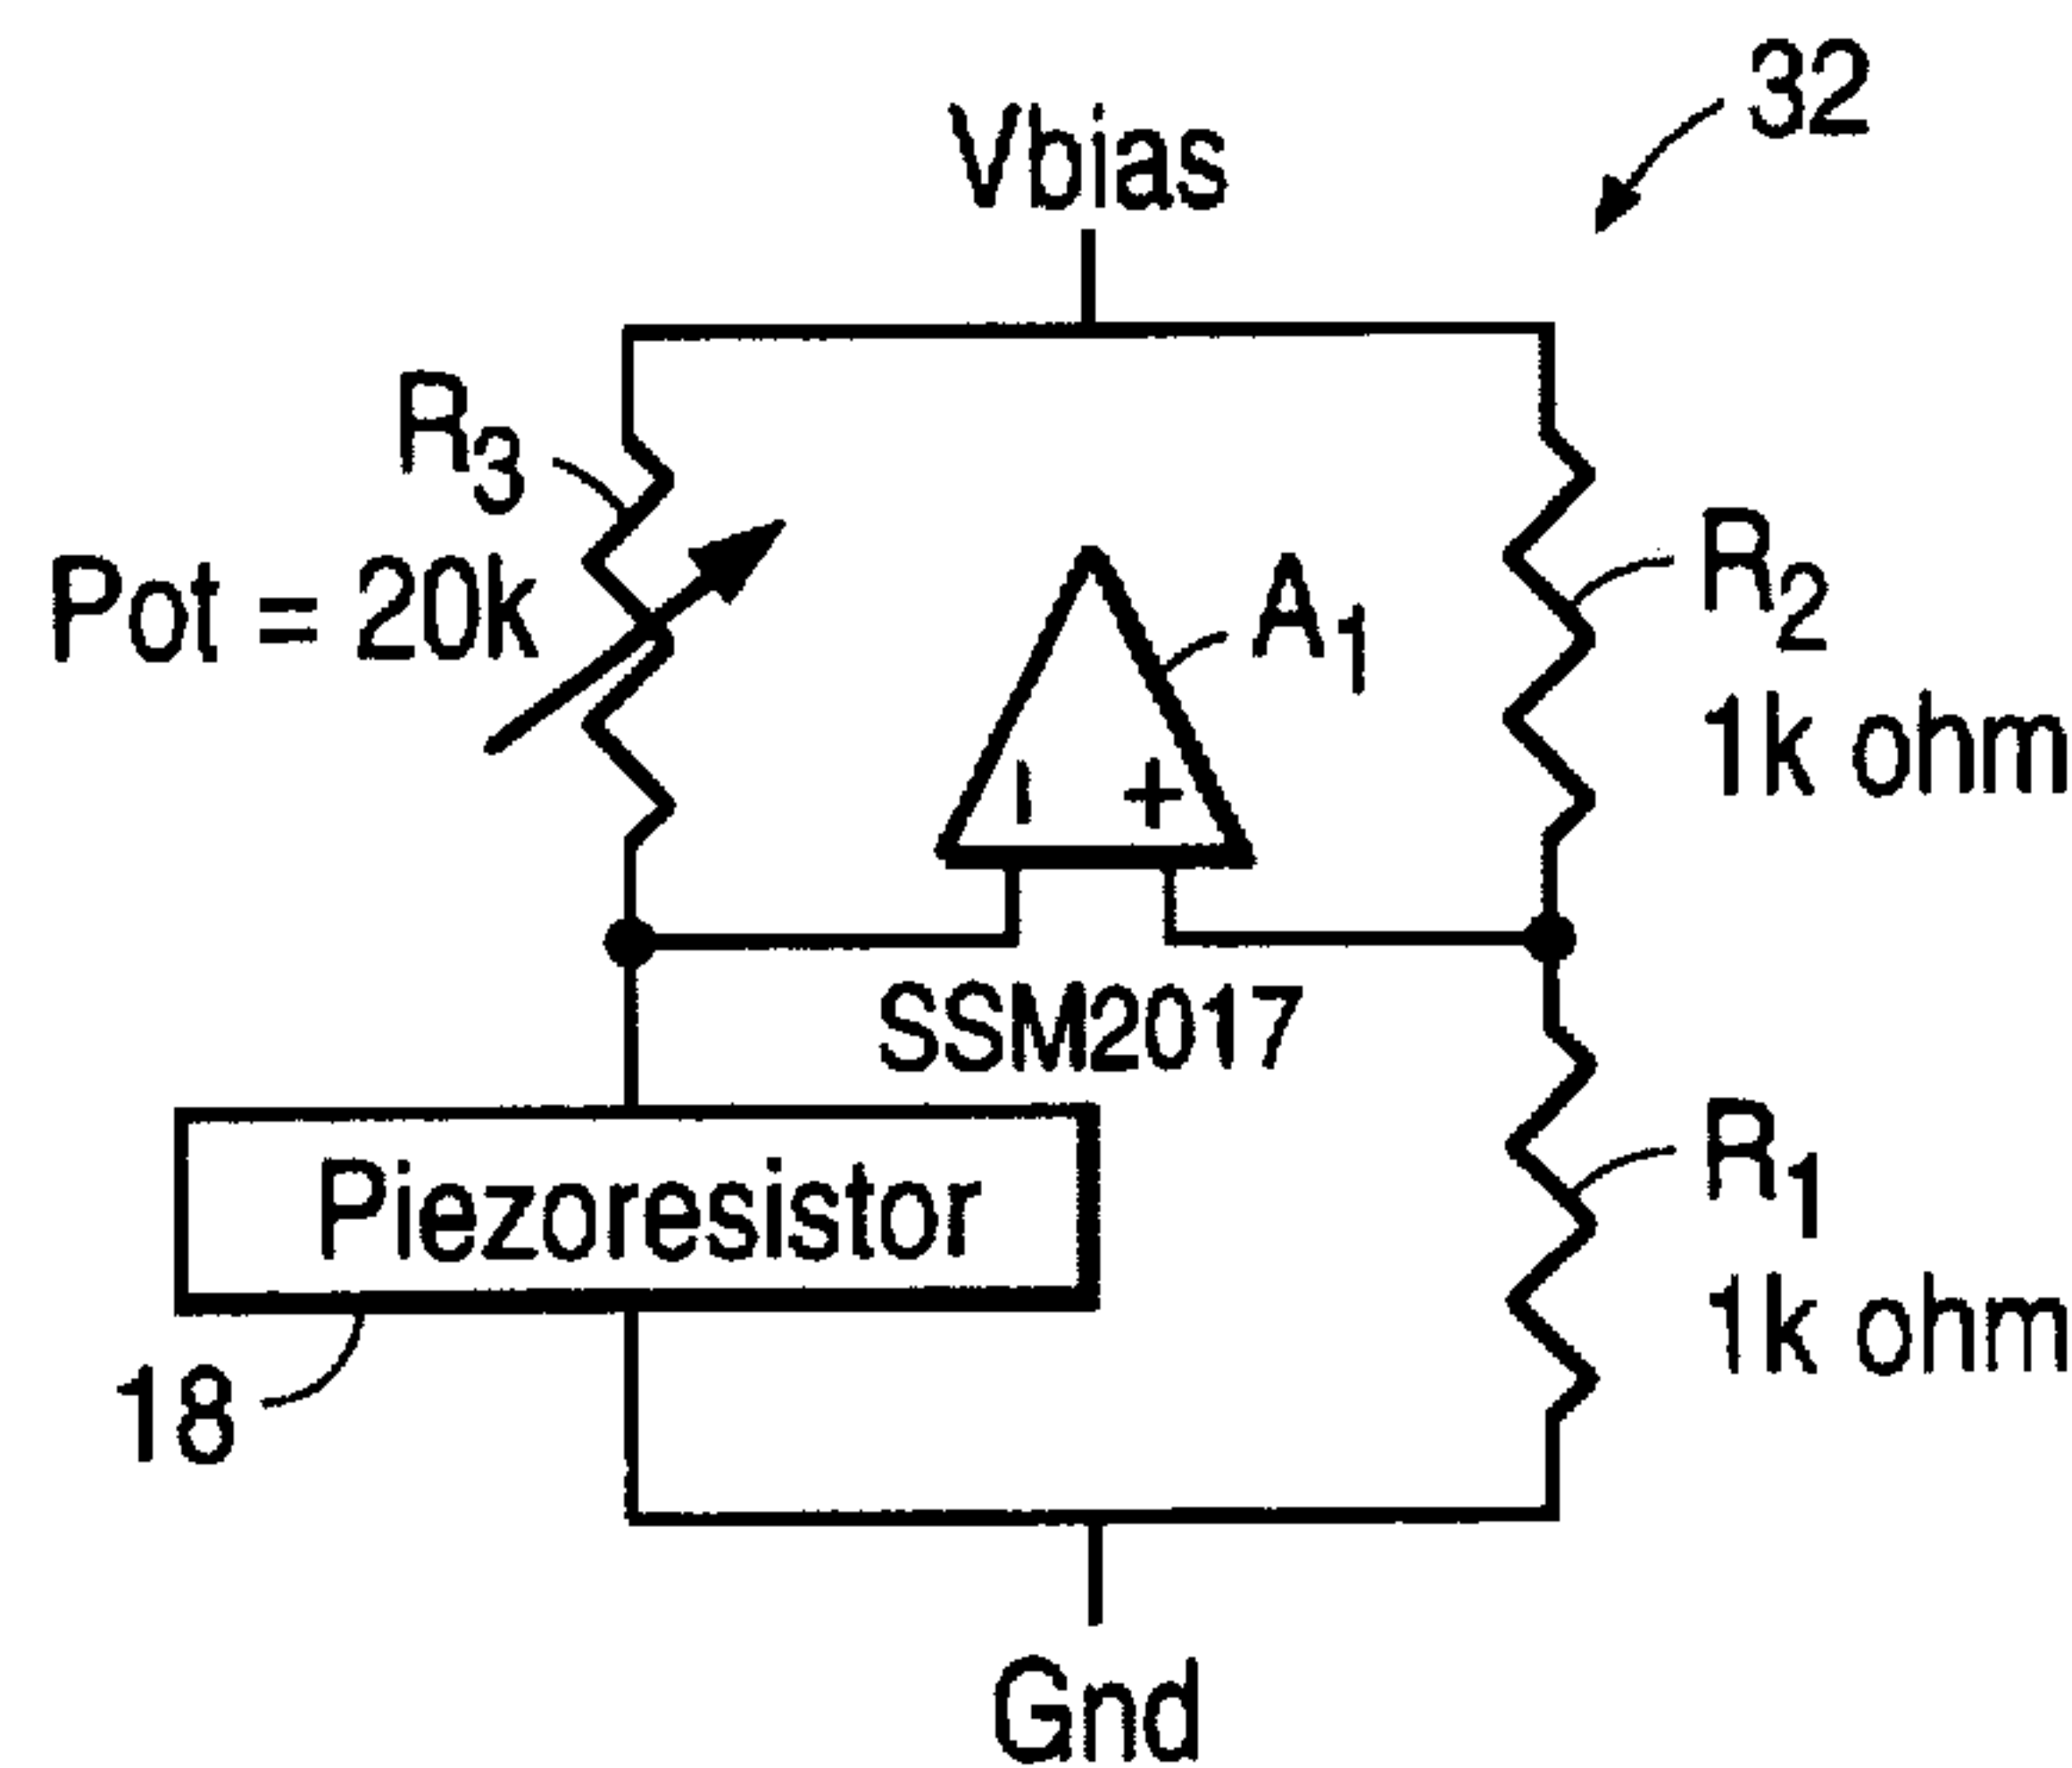 32
Vbias
R3
Pot = 20k
A1
R2
1k ohm
- +
SSM2017
Piezoresistor
R1
1k ohm
18
Gnd